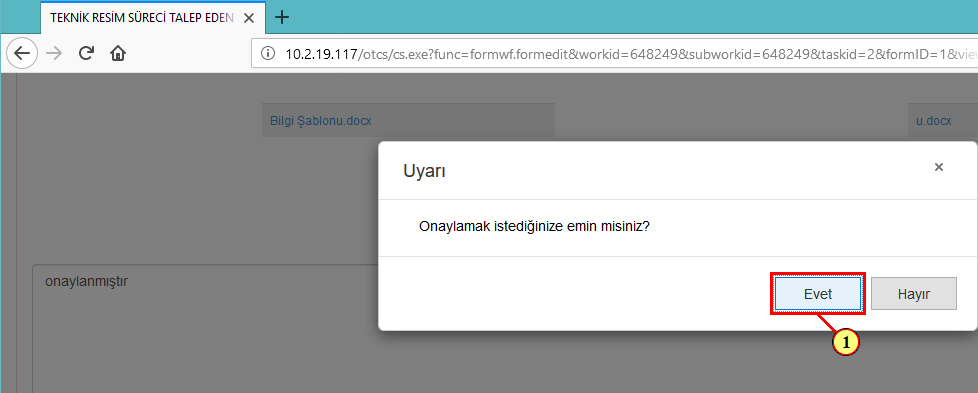 TEKNİK RESİM SÜRECİ TALEP EDEN
10.2.19.117/otcs/cs.exe?func=formwf.formedit&workid=648249&subworkid=648249&taskid=2&formID=1&vie
Bilgi Şablonu.docx
u.docx
Uyarı
Onaylamak istediğinize emin misiniz?
onaylanmıştır
Evet
Hayır
1